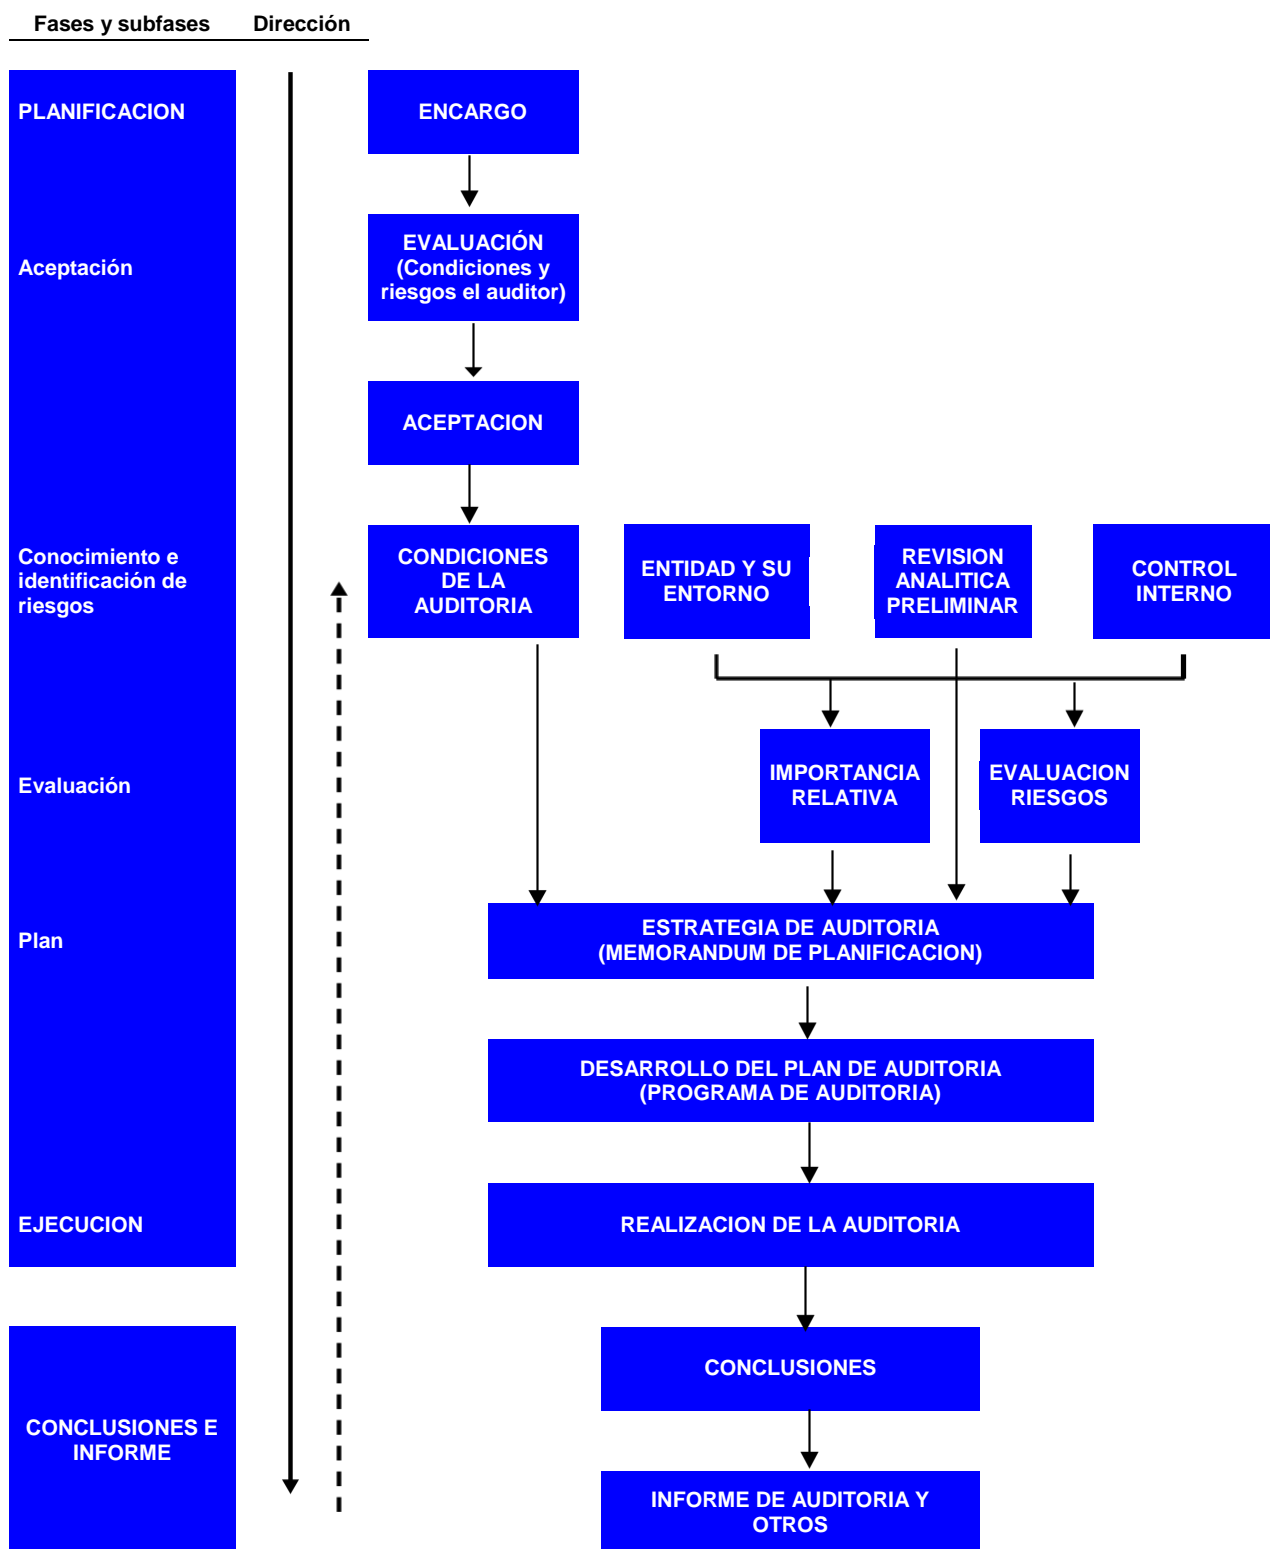 Fases y subfases Dirección
PLANIFICACION
ENCARGO
Aceptación
EVALUACIÓN
(Condiciones y
riesgos el auditor)
ACEPTACION
Conocimiento e
identificación de
riesgos
CONDICIONES
DE LA
AUDITORIA
ENTIDAD Y SU
ENTORNO
REVISION
ANALITICA
PRELIMINAR
CONTROL
INTERNO
Evaluación
IMPORTANCIA
RELATIVA
EVALUACION
RIESGOS
Plan
ESTRATEGIA DE AUDITORIA
(MEMORANDUM DE PLANIFICACION)
DESARROLLO DEL PLAN DE AUDITORIA
(PROGRAMA DE AUDITORIA)
EJECUCION
REALIZACION DE LA AUDITORIA
CONCLUSIONES E
INFORME
CONCLUSIONES
INFORME DE AUDITORIA Y
OTROS